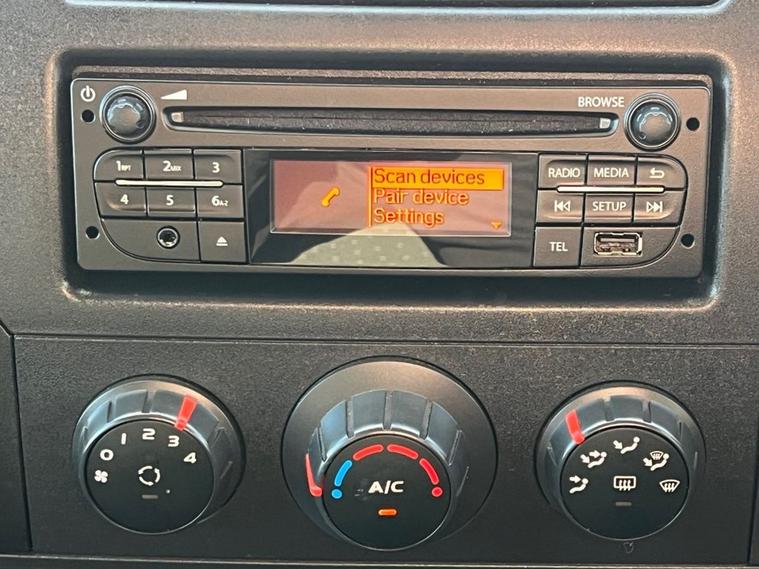 BROWSE
1RPT 2MIX 3
4 5 6A-Z
Scan devices
Pair device
Settings
RADIO MEDIA
SETUP
TEL
0 1 2 3 4
A/C